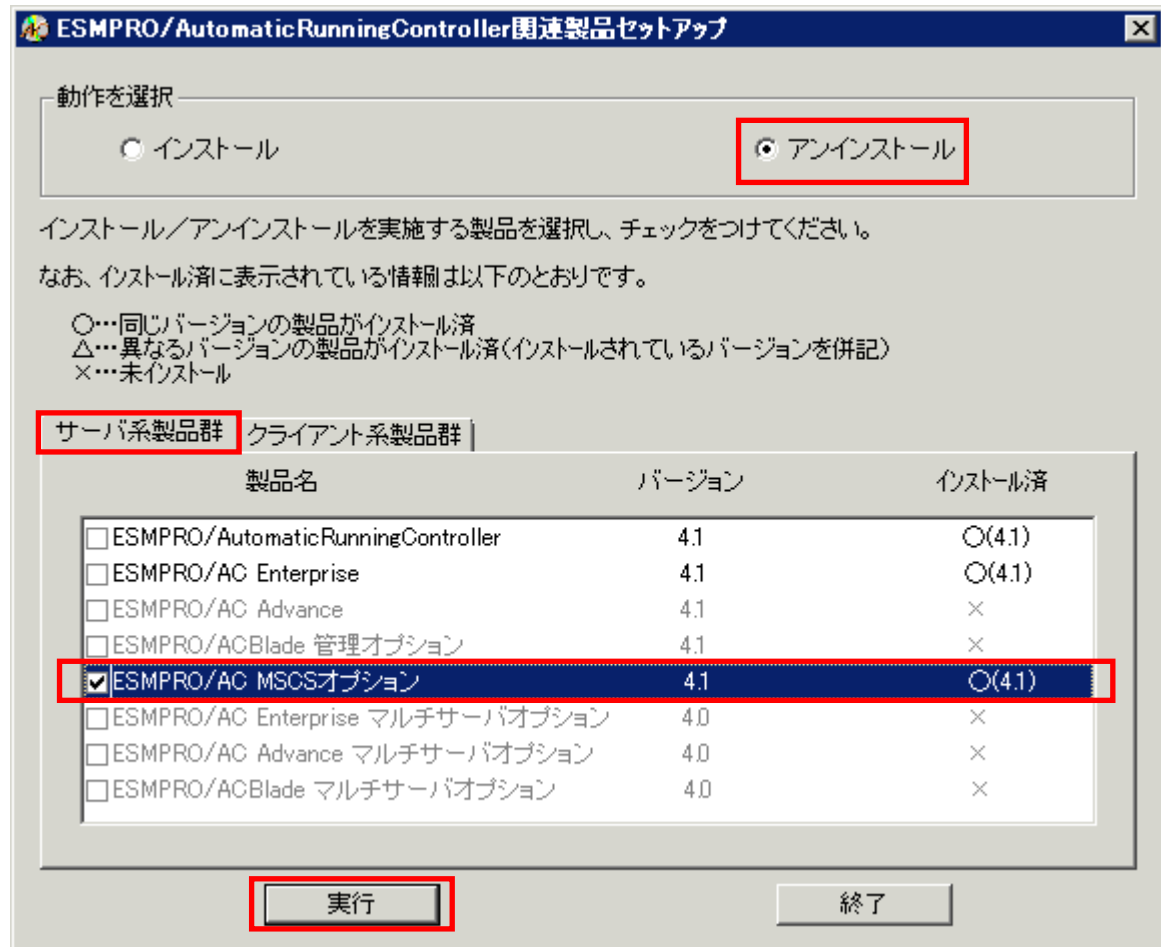 ESMPRO/AutomaticRunningController関連製品セットアップ
動作を選択
インストール アンインストール
インストール／アンインストールを実施する製品を選択し、チェックをつけてください。
なお、インストール済に表示されている情報は以下のとおりです。
○…同じバージョンの製品がインストール済
△…異なるバージョンの製品がインストール済(インストールされているバージョンを併記)
×…未インストール
サーバ系製品群 クライアント系製品群
製品名 バージョン インストール済
ESMPRO/AutomaticRunningController 4.1 ○(4.1)
ESMPRO/AC Enterprise 4.1 ○(4.1)
ESMPRO/AC Advance 4.1 ×
ESMPRO/ACBlade 管理オプション 4.1 ×
ESMPRO/AC MSCSオプション 4.1 ○(4.1)
ESMPRO/AC Enterprise マルチサーバオプション 4.0 ×
ESMPRO/AC Advance マルチサーバオプション 4.0 ×
ESMPRO/ACBlade マルチサーバオプション 4.0 ×
実行 終了